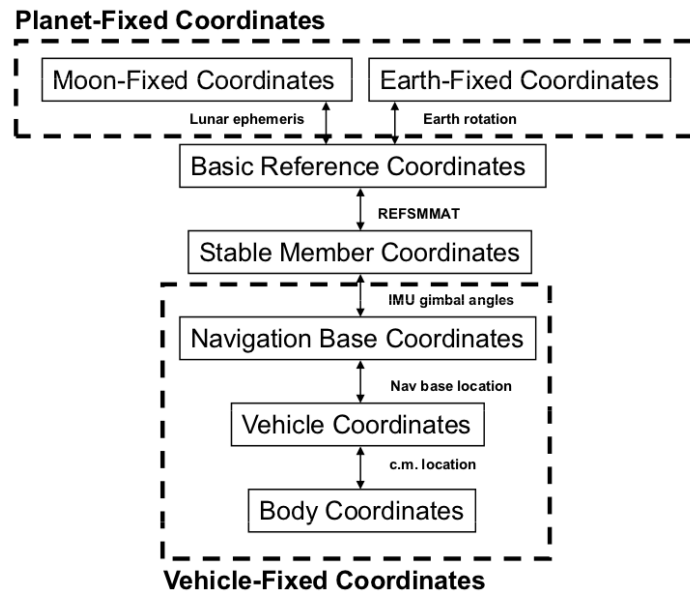 Planet-Fixed Coordinates
Moon-Fixed Coordinates
Earth-Fixed Coordinates
Lunar ephemeris
Earth rotation
Basic Reference Coordinates
REFSMMAT
Stable Member Coordinates
IMU gimbal angles
Navigation Base Coordinates
Nav base location
Vehicle Coordinates
c.m. location
Body Coordinates
Vehicle-Fixed Coordinates